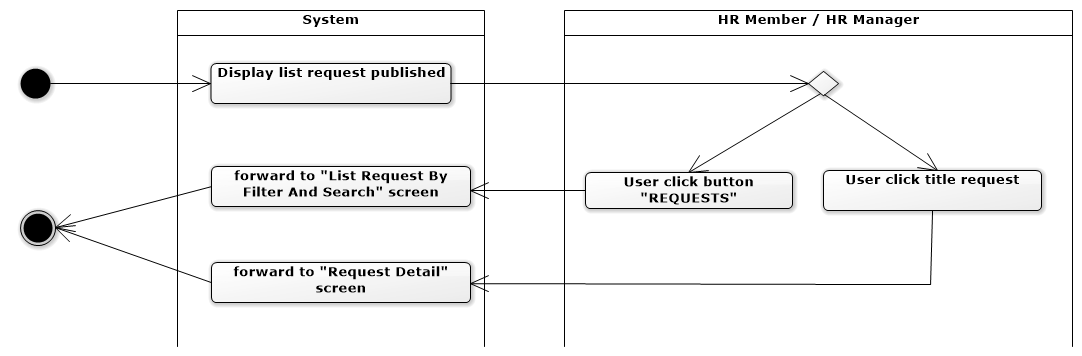 System
HR Member / HR Manager
Display list request published
forward to "List Request By
Filter And Search" screen
User click button
"REQUESTS"
User click title request
forward to "Request Detail"
screen